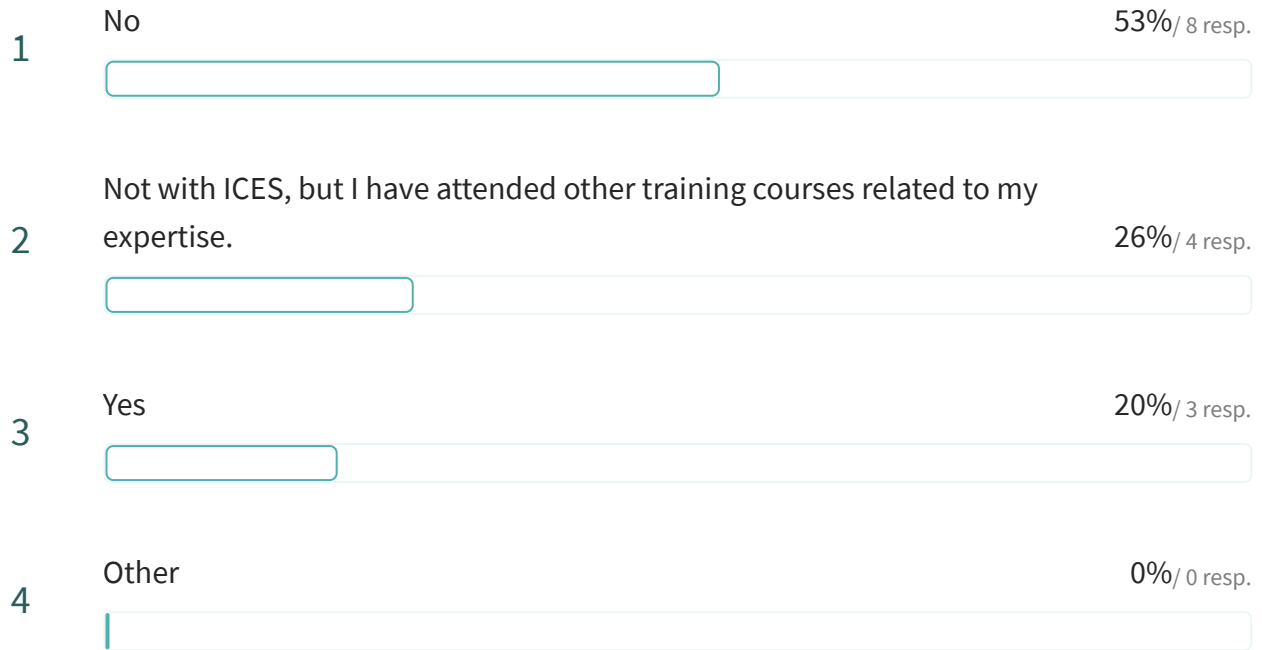 No
53%/ 8 resp.
1
Not with ICES, but I have attended other training courses related to my
expertise.
26%/ 4 resp.
2
Yes
20%/ 3 resp.
3
Other
0%/ 0 resp.
4